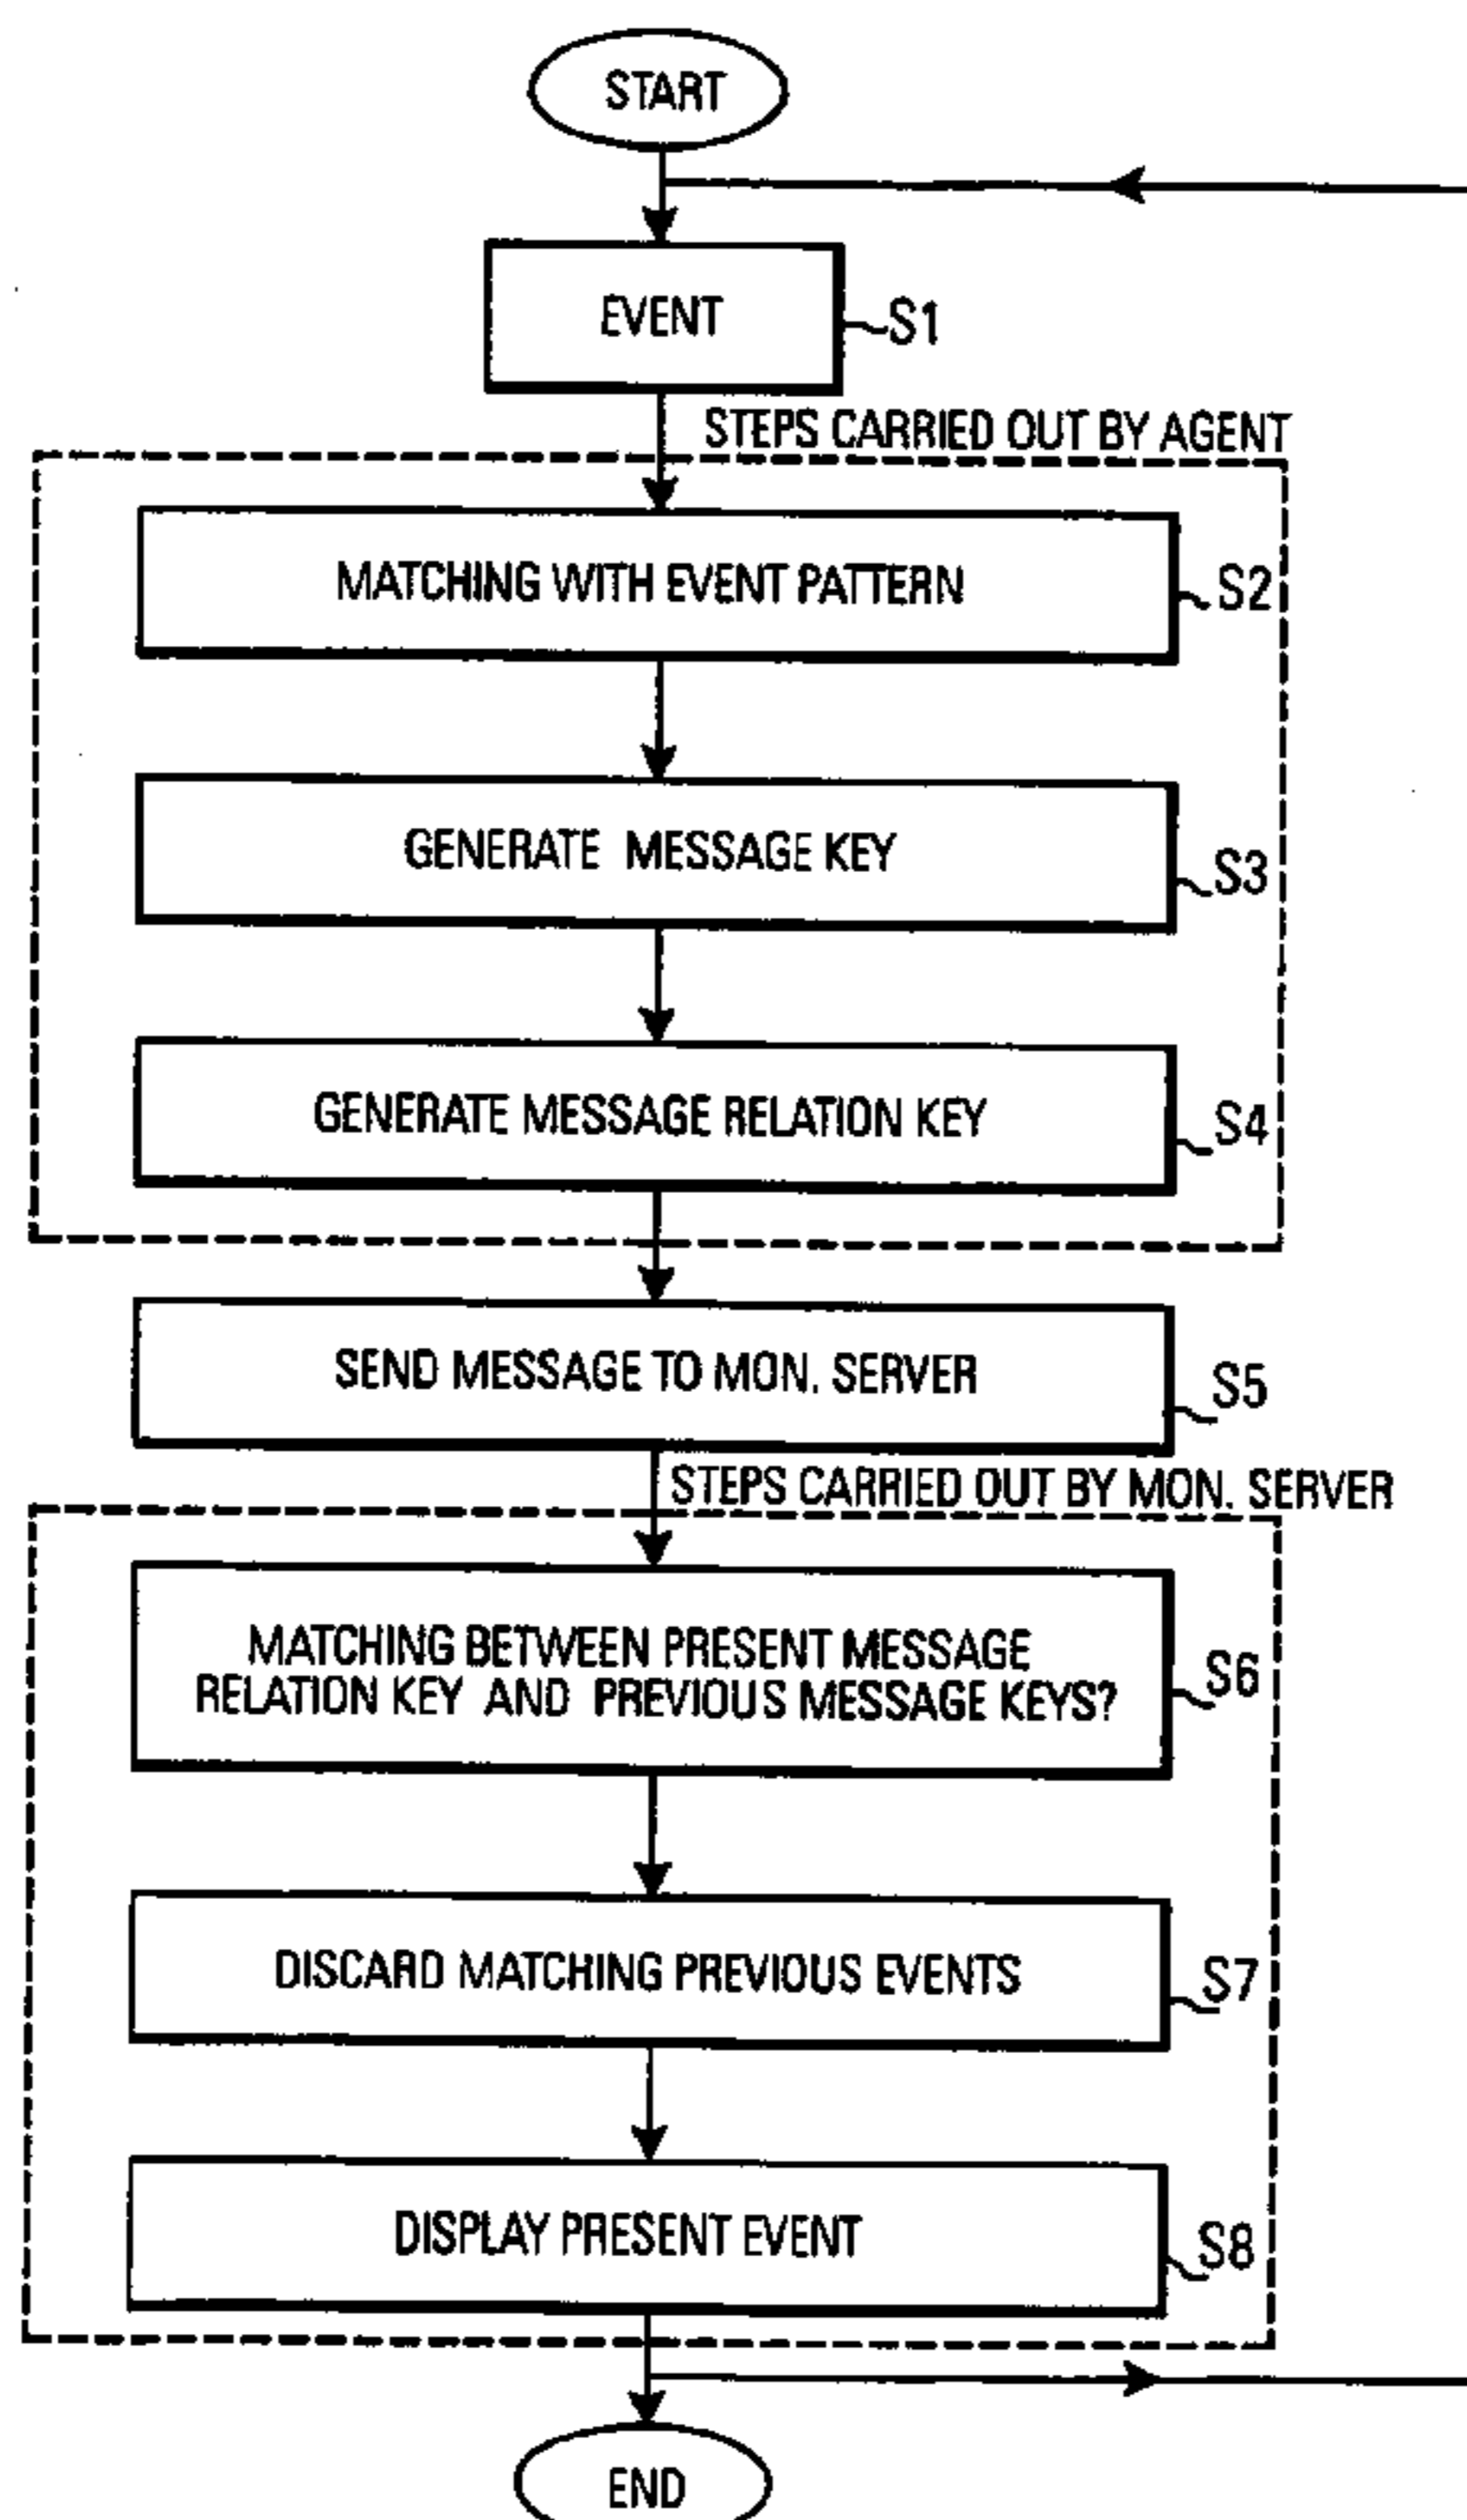 START
EVENT
S1
STEPS CARRIED OUT BY AGENT
MATCHING WITH EVENT PATTERN
S2
GENERATE MESSAGE KEY
S3
GENERATE MESSAGE RELATION KEY
S4
SEND MESSAGE TO MON. SERVER
S5
STEPS CARRIED OUT BY MON. SERVER
MATCHING BETWEEN PRESENT MESSAGE
RELATION KEY AND PREVIOUS MESSAGE KEYS?
S6
DISCARD MATCHING PREVIOUS EVENTS
S7
DISPLAY PRESENT EVENT
S8
END